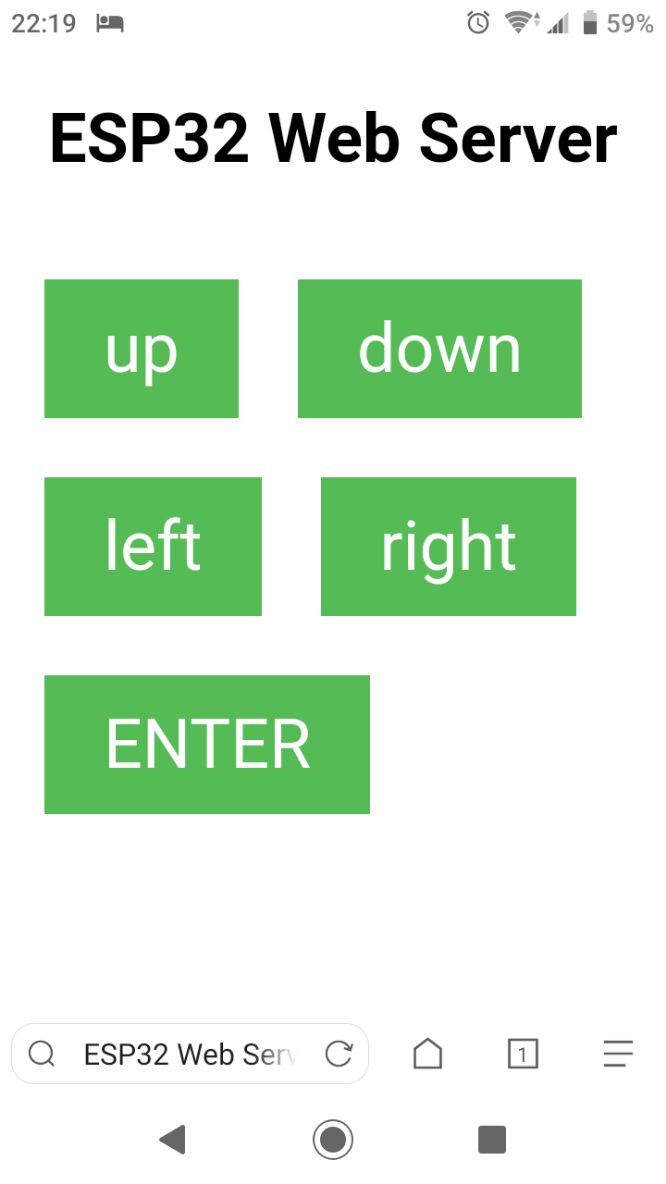 22:19 59%
ESP32 Web Server
up down
left right
ENTER
ESP32 Web Serv 1